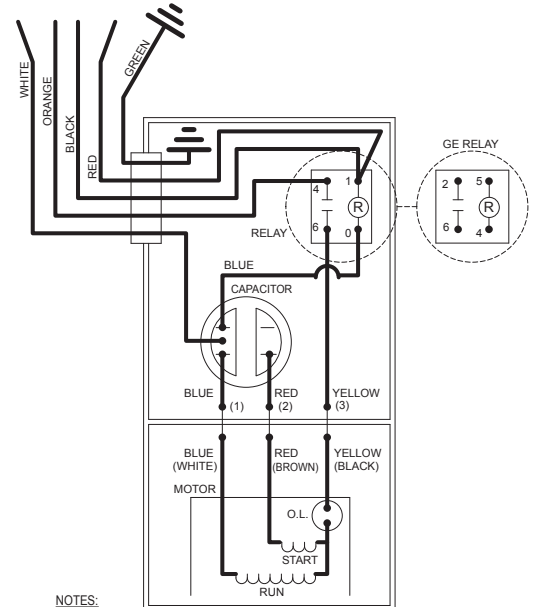 GREEN
WHITE
ORANGE
BLACK
RED
GE RELAY
4 1
R
6 0
RELAY
2 5
R
6 4
BLUE
CAPACITOR
BLUE
(1)
RED
(2)
YELLOW
(3)
BLUE
(WHITE)
RED
(BROWN)
YELLOW
(BLACK)
MOTOR
O.L.
START
RUN
NOTES: